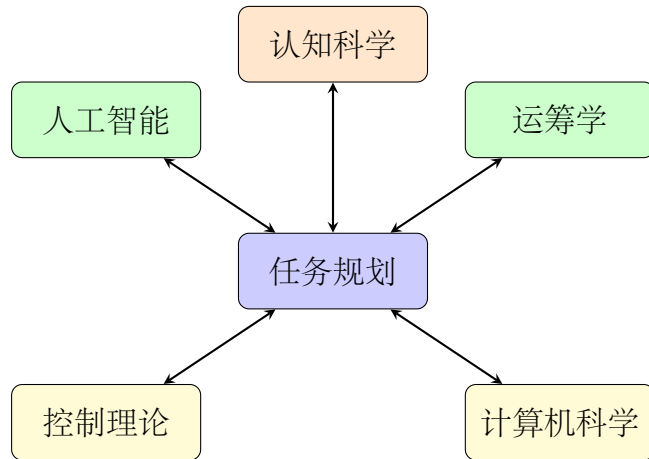 认知科学
人工智能
运筹学
任务规划
控制理论
计算机科学